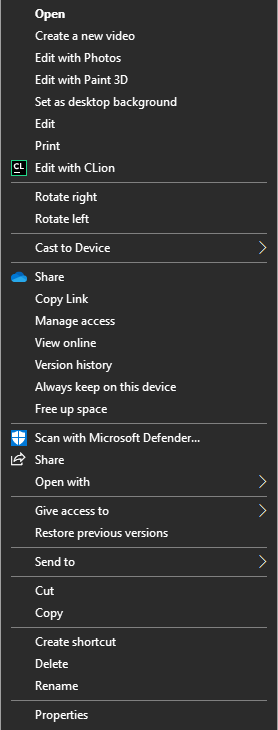 Open
Create a new video
Edit with Photos
Edit with Paint 3D
Set as desktop background
Edit
Print
CL Edit with CLion
Rotate right
Rotate left
Cast to Device
Share
Copy Link
Manage access
View online
Version history
Always keep on this device
Free up space
Scan with Microsoft Defender...
Share
Open with
Give access to
Restore previous versions
Send to
Cut
Copy
Create shortcut
Delete
Rename
Properties